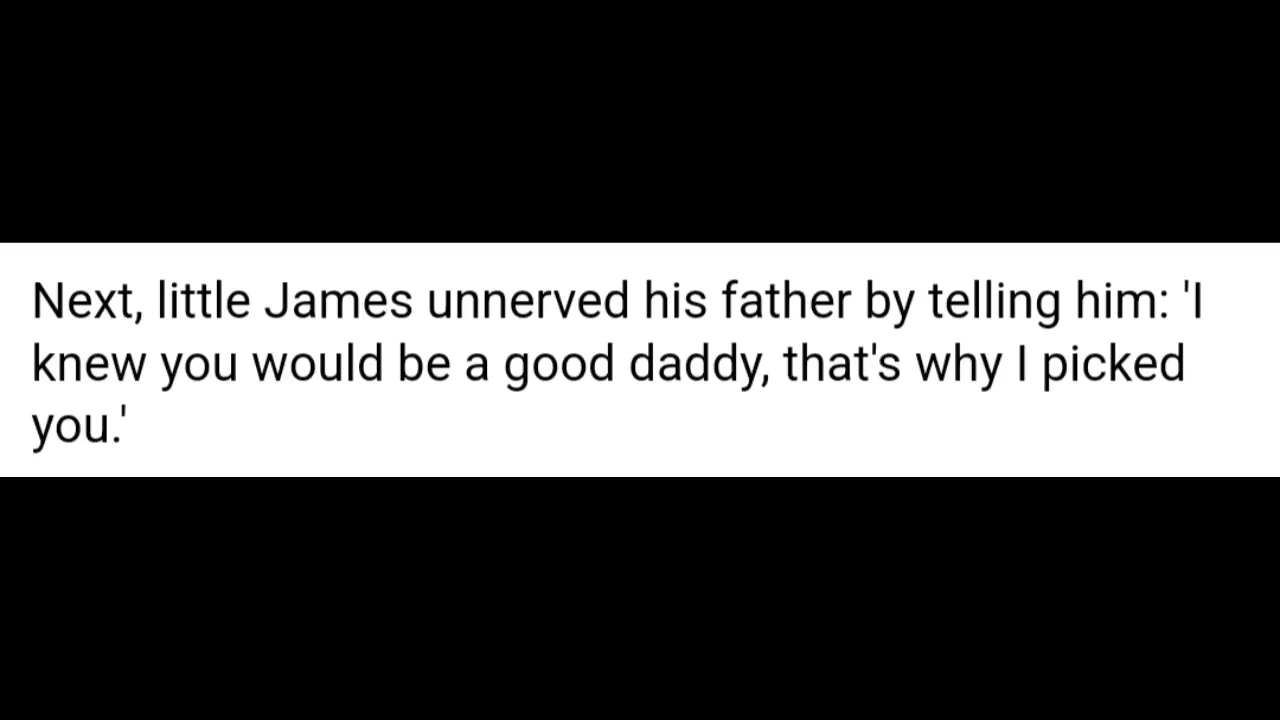 Next, little James unnerved his father by telling him: 'I
knew you would be a good daddy, that's why I picked
you.'